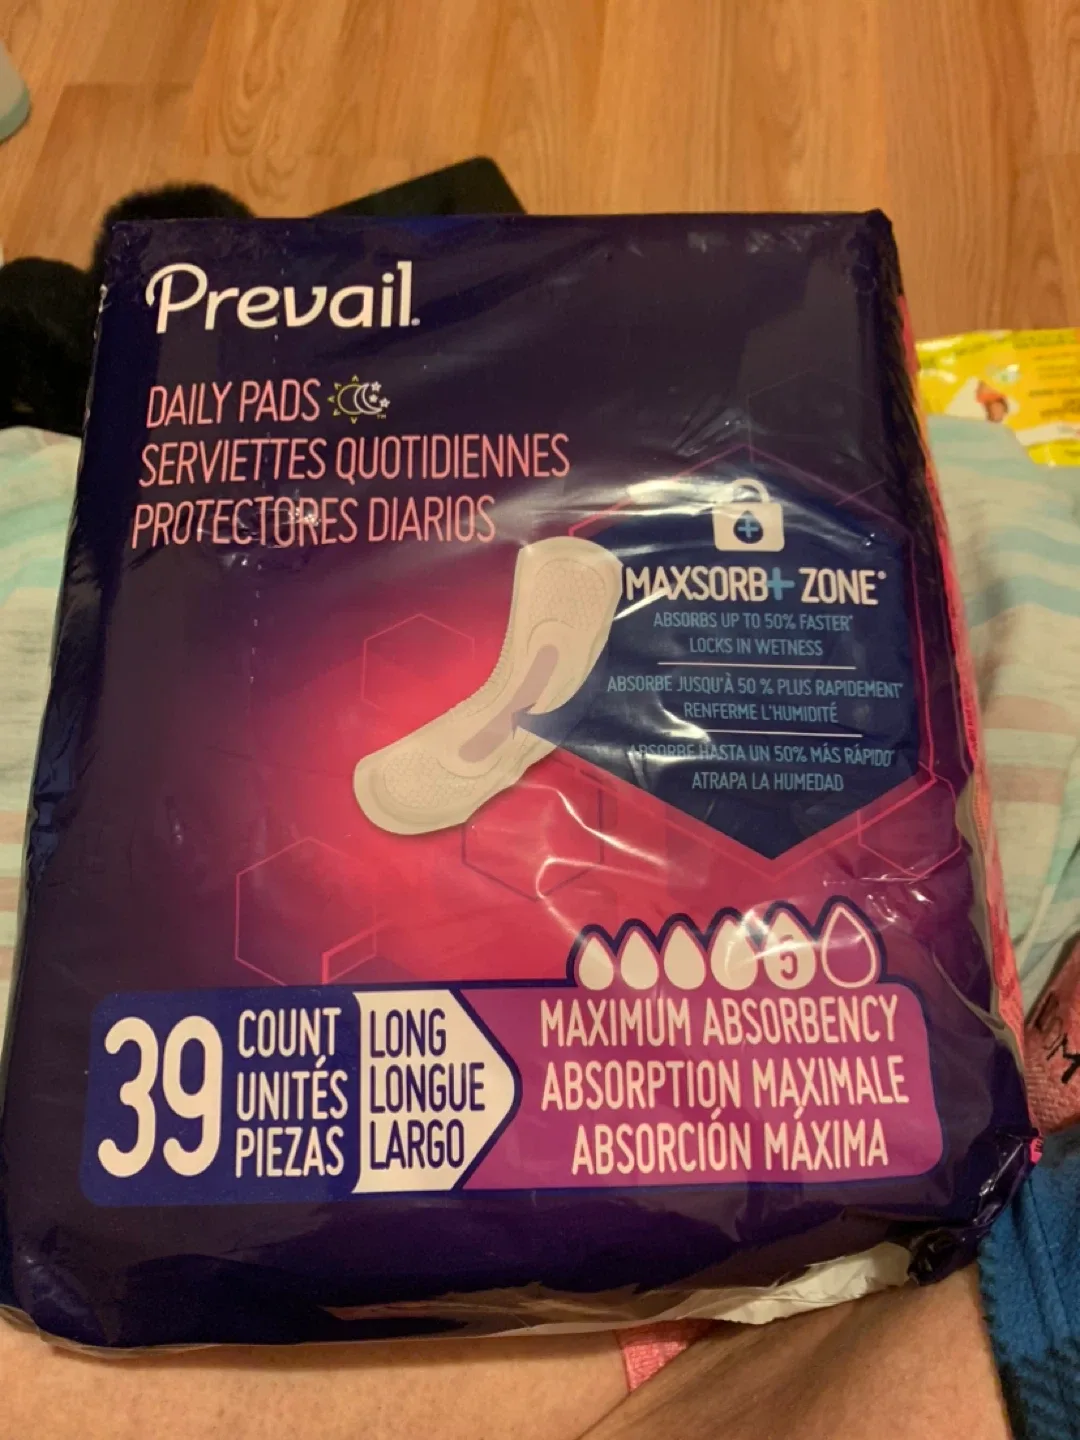 Prevail.
DAILY PADS
SERVIETTES QUOTIDIENNES
PROTECTORES DIARIOS
MAXSORB+ ZONE
ABSORBS UP TO 50% FASTER*
LOCKS IN WETNESS
ABSORBE JUSQU'À 50 % PLUS RAPIDEMENT*
RENFERME L'HUMIDITÉ
ABSORBE HASTA UN 50% MÁS RÁPIDO*
ATRAPA LA HUMEDAD
5
39
COUNT
UNITÉS
PIEZAS
LONG
LONGUE
LARGO
MAXIMUM ABSORBENCY
ABSORPTION MAXIMALE
ABSORCIÓN MÁXIMA